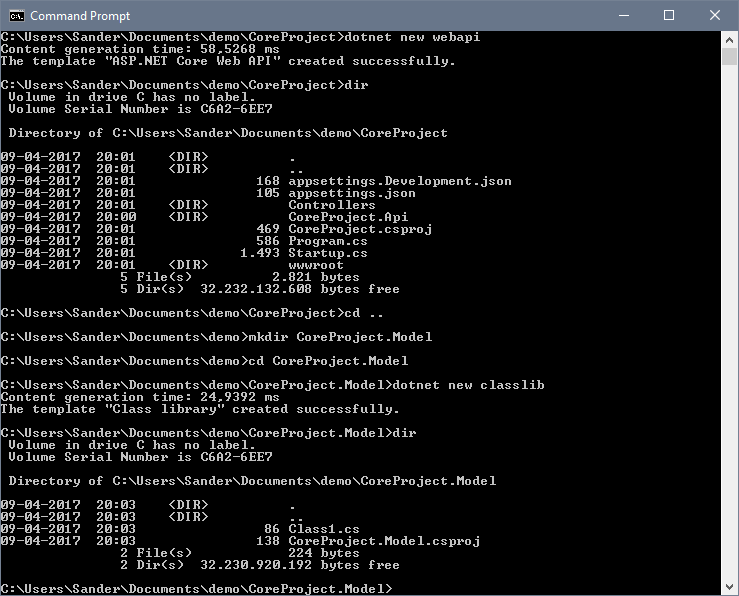 Command Prompt
C:\Users\Sander\Documents\demo\CoreProject>dotnet new webapi
Content generation time: 58,5268 ms
The template "ASP.NET Core Web API" created successfully.
C:\Users\Sander\Documents\demo\CoreProject>dir
 Volume in drive C has no label.
 Volume Serial Number is C6A2-6EE7
 Directory of C:\Users\Sander\Documents\demo\CoreProject
09-04-2017  20:01    <DIR>          .
09-04-2017  20:01    <DIR>          ..
09-04-2017  20:01               168 appsettings.Development.json
09-04-2017  20:01               105 appsettings.json
09-04-2017  20:01    <DIR>          Controllers
09-04-2017  20:00    <DIR>          CoreProject.Api
09-04-2017  20:01               469 CoreProject.csproj
09-04-2017  20:01               586 Program.cs
09-04-2017  20:01             1.493 Startup.cs
09-04-2017  20:01    <DIR>          wwwroot
               5 File(s)          2.821 bytes
               5 Dir(s)  32.232.132.608 bytes free
C:\Users\Sander\Documents\demo\CoreProject>cd ..
C:\Users\Sander\Documents\demo>mkdir CoreProject.Model
C:\Users\Sander\Documents\demo>cd CoreProject.Model
C:\Users\Sander\Documents\demo\CoreProject.Model>dotnet new classlib
Content generation time: 24,9392 ms
The template "Class library" created successfully.
C:\Users\Sander\Documents\demo\CoreProject.Model>dir
 Volume in drive C has no label.
 Volume Serial Number is C6A2-6EE7
 Directory of C:\Users\Sander\Documents\demo\CoreProject.Model
09-04-2017  20:03    <DIR>          .
09-04-2017  20:03    <DIR>          ..
09-04-2017  20:03                86 Class1.cs
09-04-2017  20:03               138 CoreProject.Model.csproj
               2 File(s)            224 bytes
               2 Dir(s)  32.230.920.192 bytes free
C:\Users\Sander\Documents\demo\CoreProject.Model>